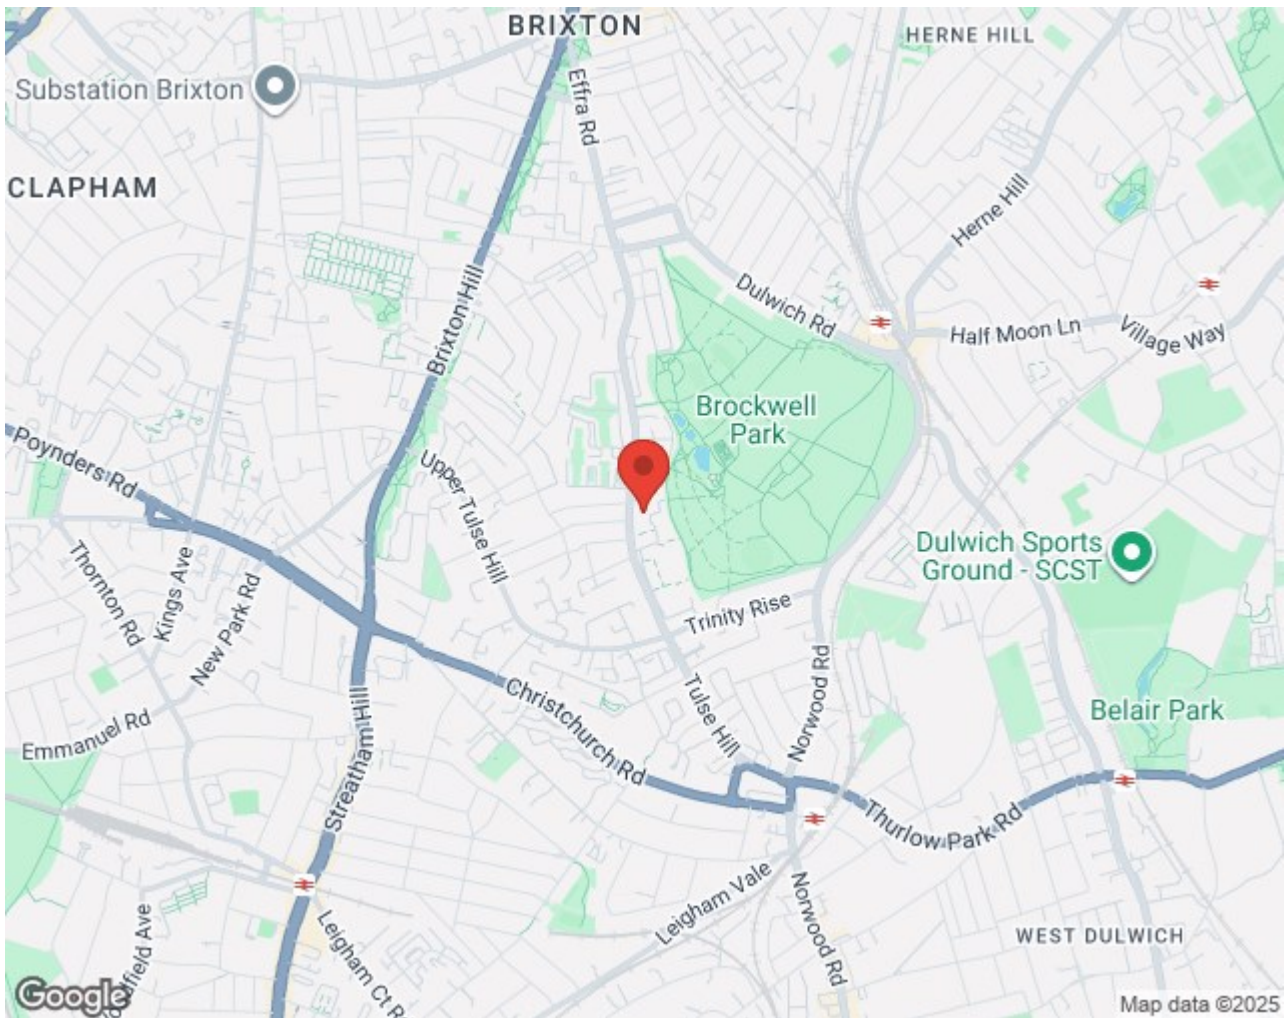 BRIXTON
HERNE HILL
Substation Brixton
Effra Rd
CLAPHAM
Herne Hill
Brixton Hill
Dulwich Rd
Half Moon Ln
Village Way
Brockwell
Park
Poynders Rd
Upper Tulse Hill
Dulwich Sports
Ground - SCST
Thornton Rd
Kings Ave
New Park Rd
Trinity Rise
Norwood Rd
Tulse Hill
Christchurch Rd
Belair Park
Emmanuel Rd
Streatham Hill
Thurlow Park Rd
Leigham Vale
Norwood Rd
WEST DULWICH
Leigham Ct R
Google
Map data ©2025